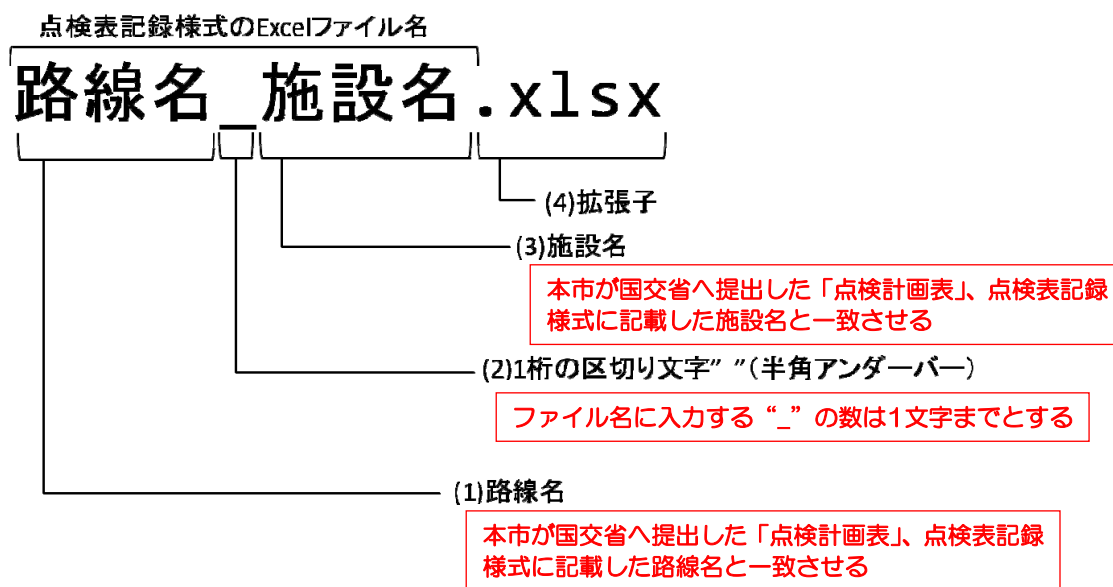 点検表記録様式のExcelファイル名
路線名_施設名.xlsx
(4)拡張子
(3)施設名
本市が国交省へ提出した「点検計画表」、点検表記録
様式に記載した施設名と一致させる
(2)1桁の区切り文字” ”(半角アンダーバー)
ファイル名に入力する“_”の数は1文字までとする
(1)路線名
本市が国交省へ提出した「点検計画表」、点検表記録
様式に記載した路線名と一致させる